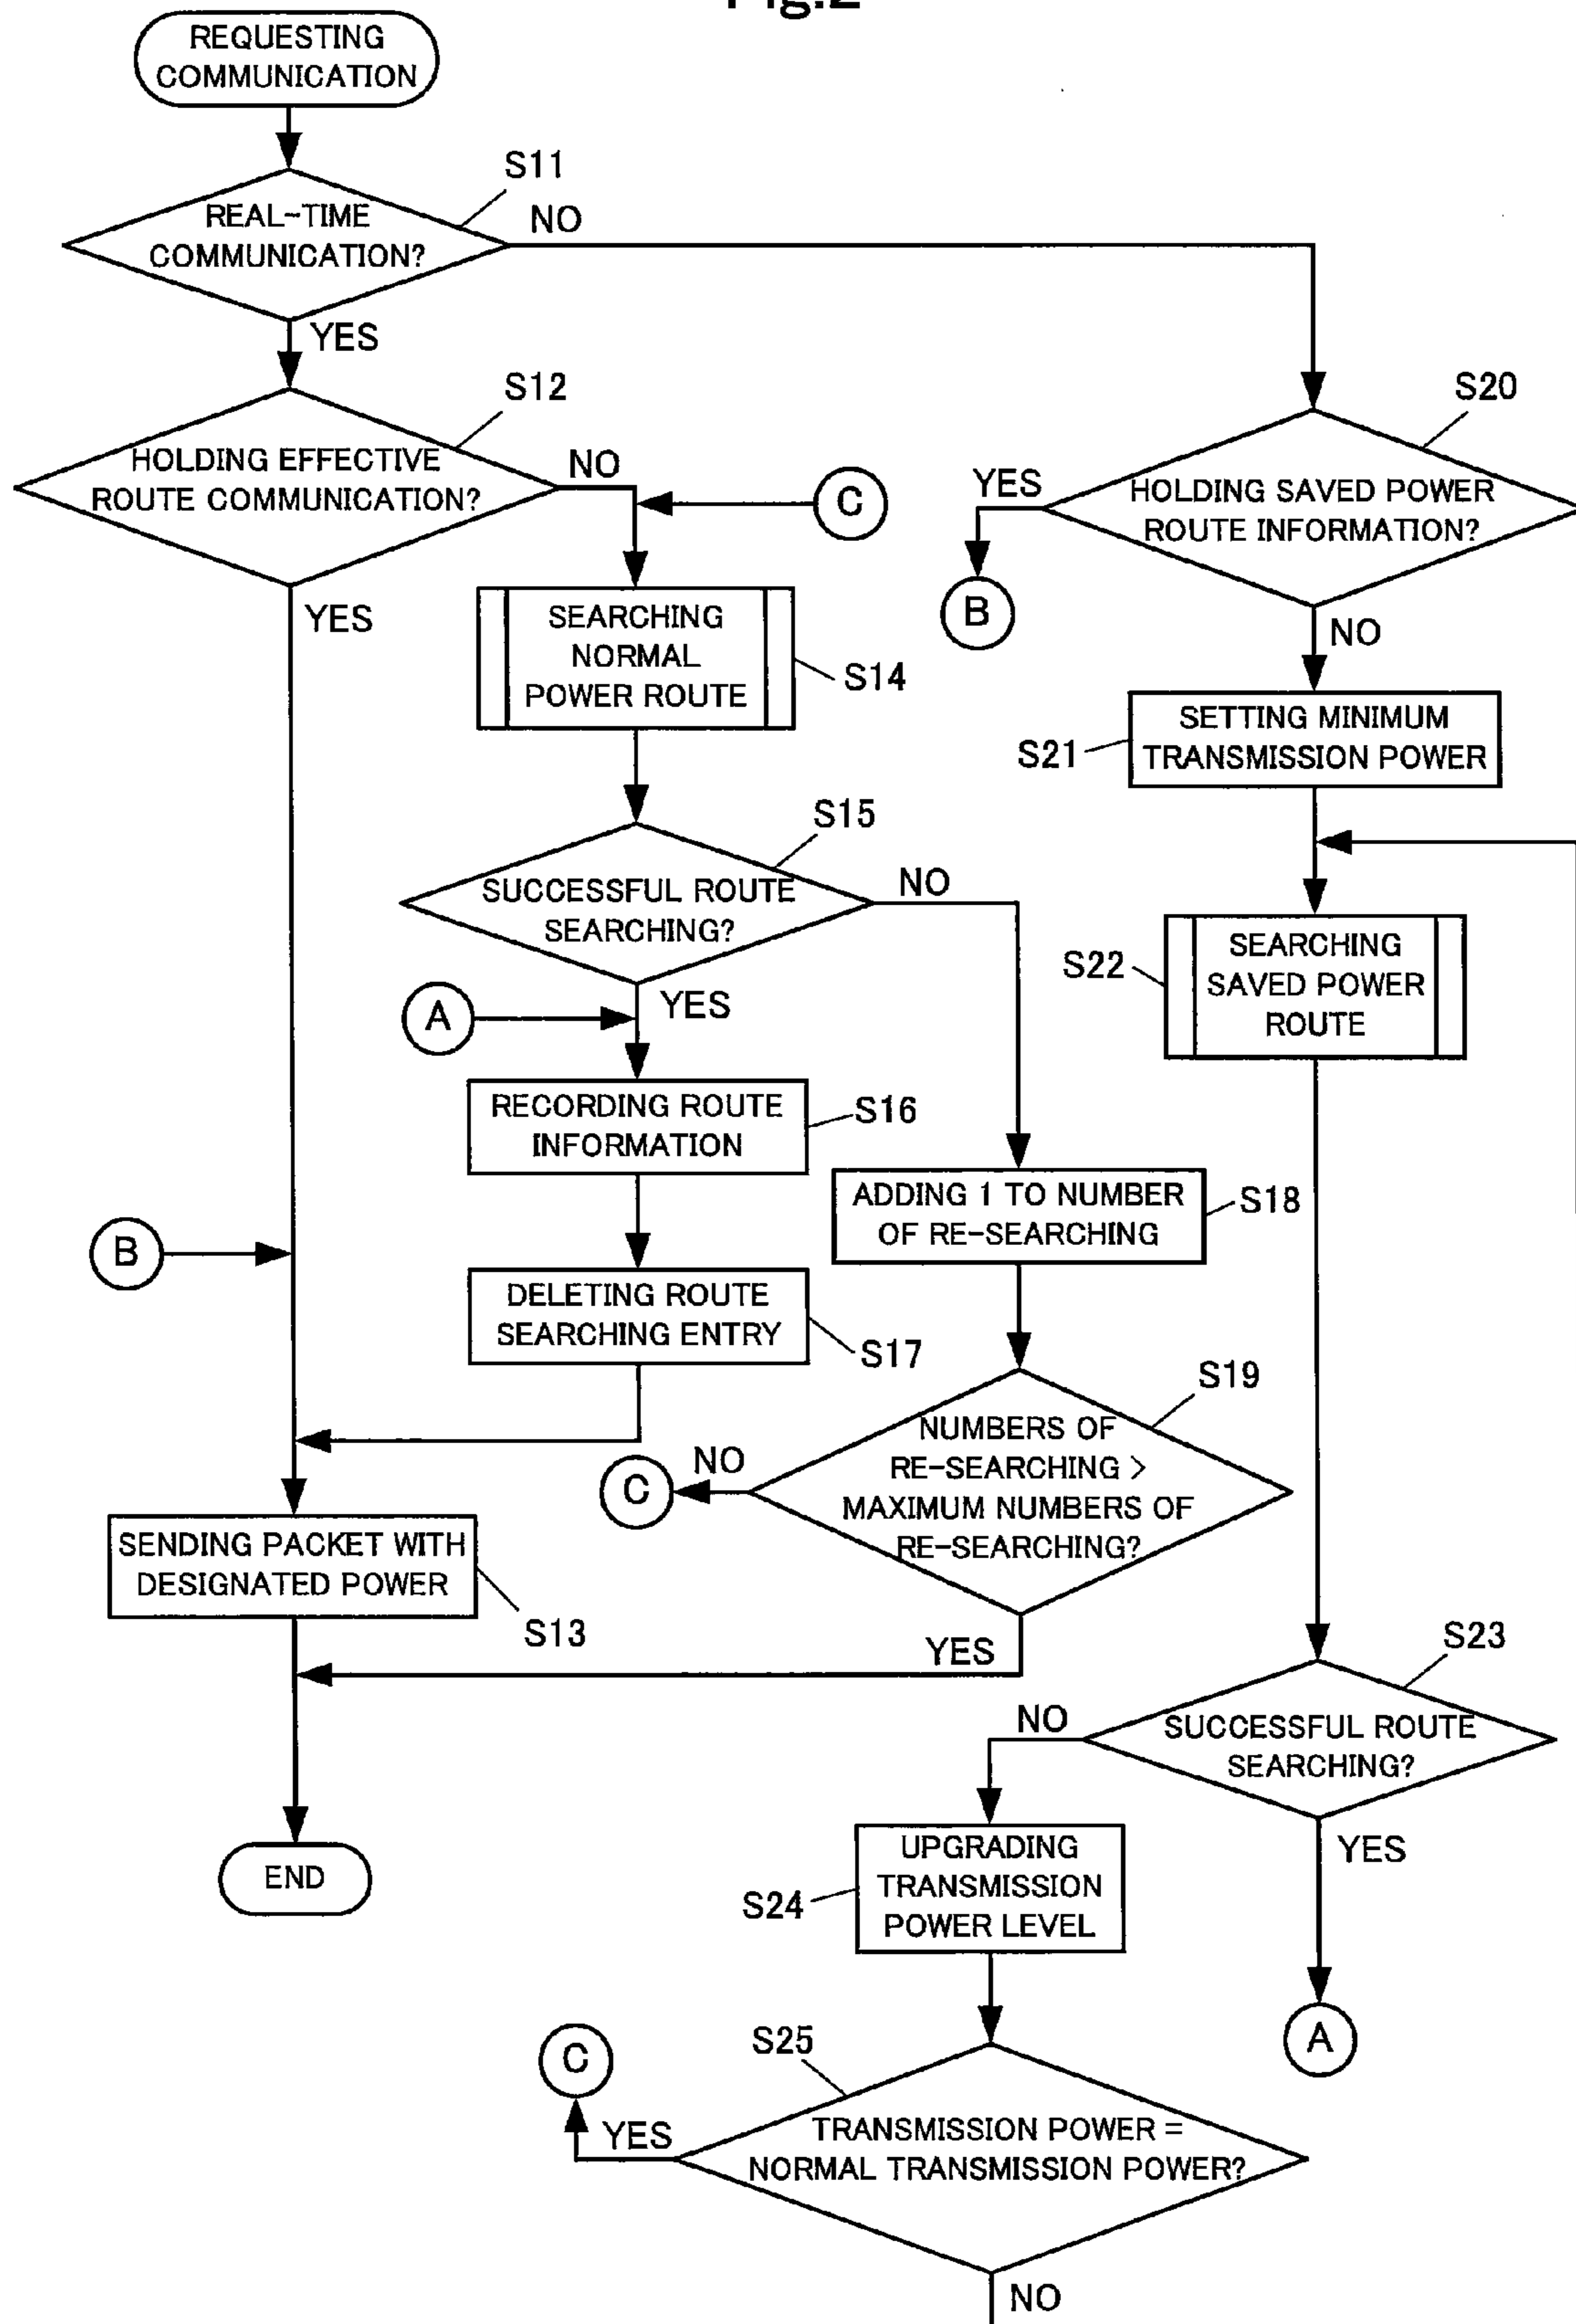 Fig.2
REQUESTING
COMMUNICATION
S11
REAL-TIME
COMMUNICATION?
NO
YES
S12
HOLDING EFFECTIVE
ROUTE COMMUNICATION?
NO
C
YES
S20
HOLDING SAVED POWER
ROUTE INFORMATION?
YES
B
NO
SEARCHING
NORMAL
POWER ROUTE
S14
SETTING MINIMUM
TRANSMISSION POWER
S21
S15
SUCCESSFUL ROUTE
SEARCHING?
NO
YES
A
SEARCHING
SAVED POWER
ROUTE
S22
RECORDING ROUTE
INFORMATION
S16
ADDING 1 TO NUMBER
OF RE-SEARCHING
S18
B
DELETING ROUTE
SEARCHING ENTRY
S17
S19
NUMBERS OF
RE-SEARCHING >
MAXIMUM NUMBERS OF
RE-SEARCHING?
NO
C
YES
SENDING PACKET WITH
DESIGNATED POWER
S13
S23
SUCCESSFUL ROUTE
SEARCHING?
NO
YES
END
UPGRADING
TRANSMISSION
POWER LEVEL
S24
A
S25
C
YES
TRANSMISSION POWER =
NORMAL TRANSMISSION POWER?
NO